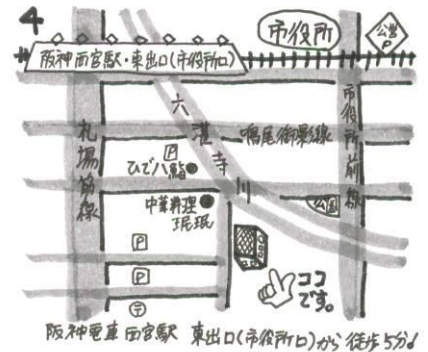 4
市役所
公営
P
阪神西宮駅・東出口(市役所口)
六湛寺川
札場筋線
鳴尾御影線
市役所前線
P
ひで八鮨
中華料理
珉珉
公園
P
P
〒
ココ
です。
阪神電車 西宮駅 東出口(市役所口)から徒歩5分!